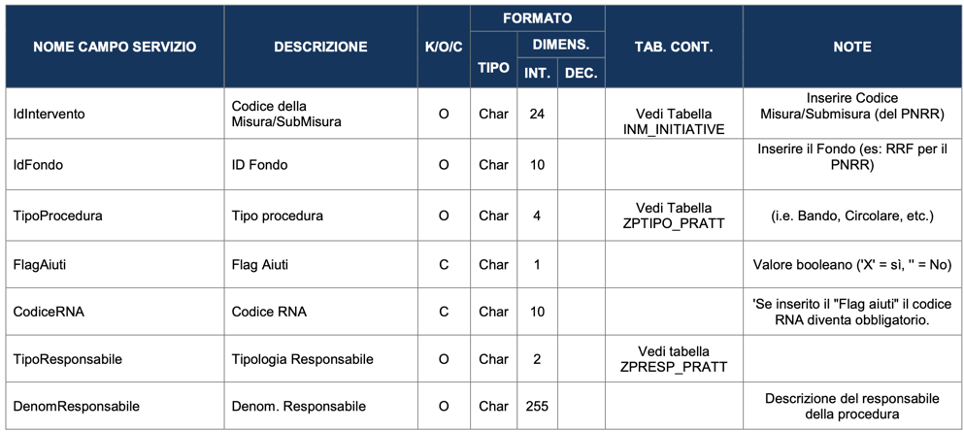 NOME CAMPO SERVIZIO DESCRIZIONE K/O/C FORMATO TAB. CONT. NOTE
TIPO DIMENS.
INT. DEC.
IdIntervento Codice della Misura/SubMisura O Char 24 Vedi Tabella INM_INITIATIVE Inserire Codice Misura/Submisura (del PNRR)
IdFondo ID Fondo O Char 10 Inserire il Fondo (es: RRF per il PNRR)
TipoProcedura Tipo procedura O Char 4 Vedi Tabella ZPTIPO_PRATT (i.e. Bando, Circolare, etc.)
FlagAiuti Flag Aiuti C Char 1 Valore booleano ('X' = sì, '' = No)
CodiceRNA Codice RNA C Char 10 'Se inserito il "Flag aiuti" il codice RNA diventa obbligatorio.
TipoResponsabile Tipologia Responsabile O Char 2 Vedi tabella ZPRESP_PRATT
DenomResponsabile Denom. Responsabile O Char 255 Descrizione del responsabile della procedura